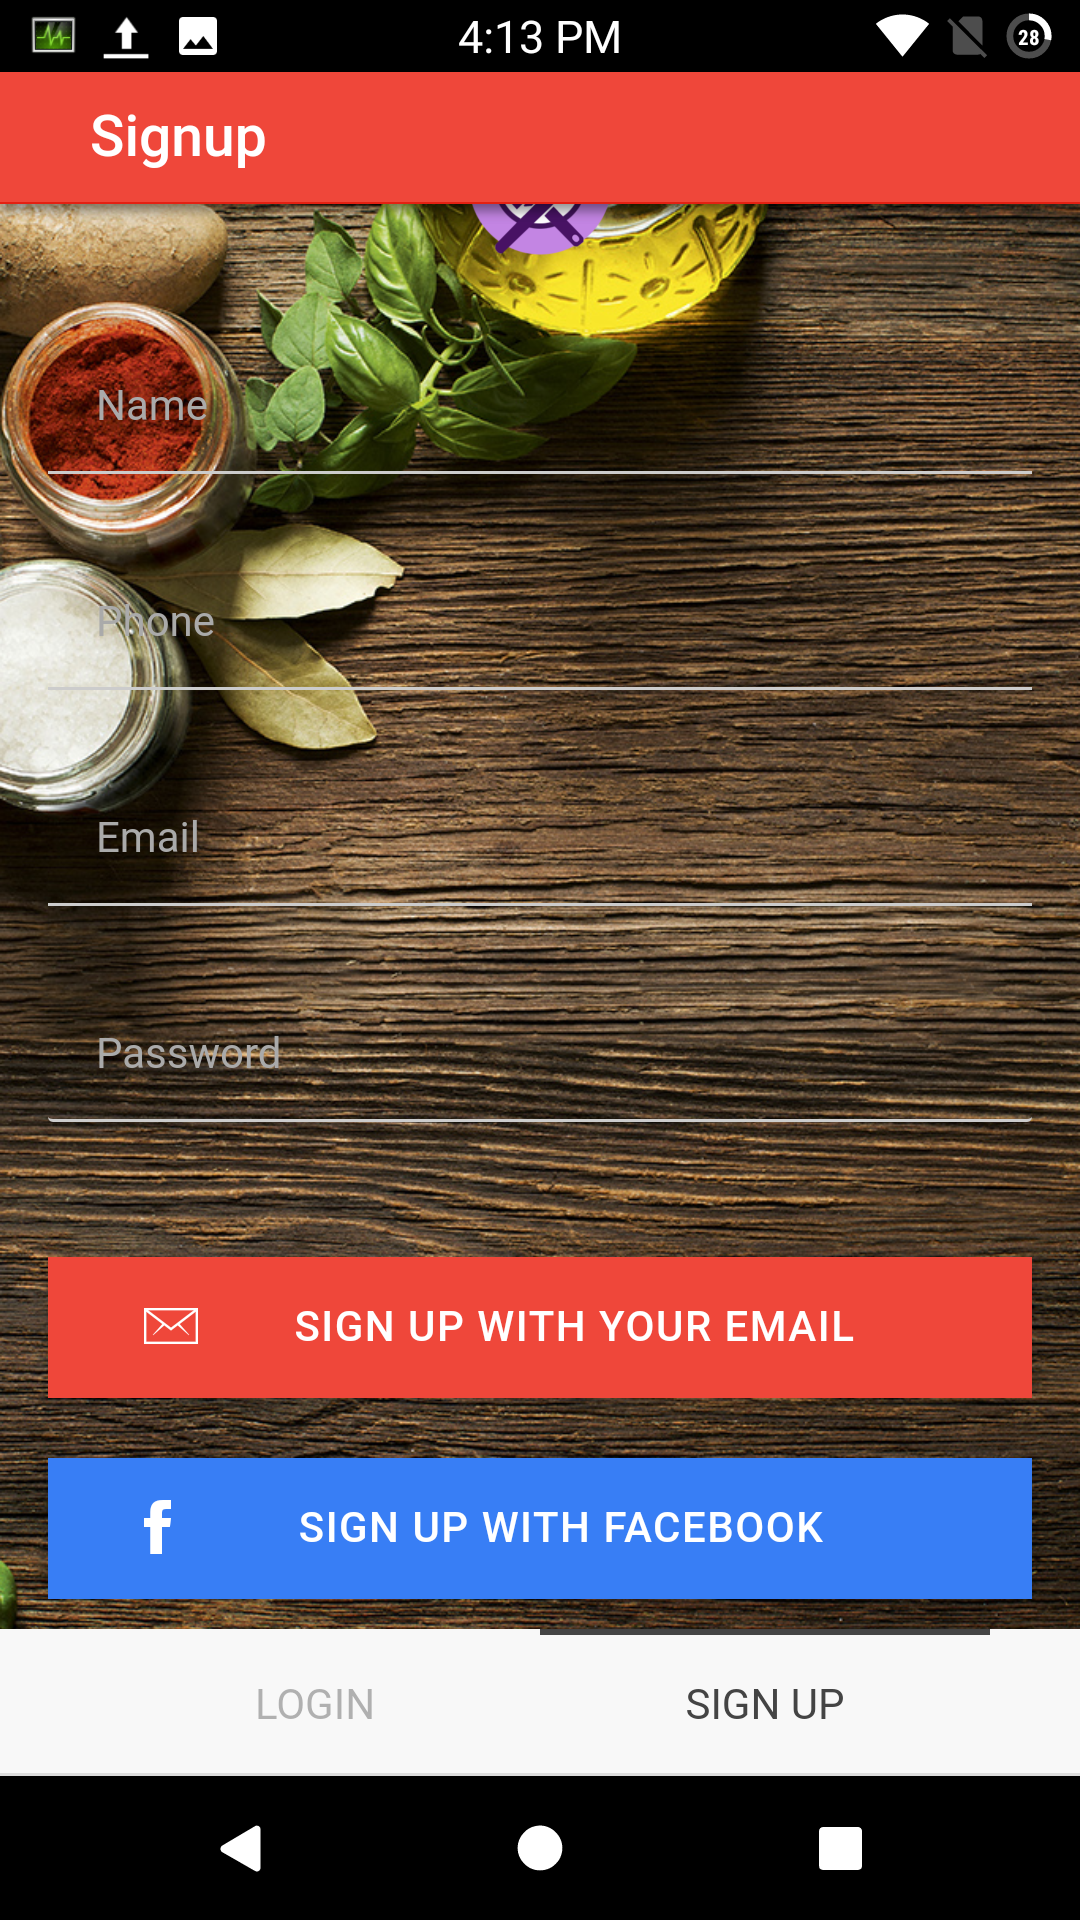 4:13 PM
28
Signup
Name
Phone
Email
Password
SIGN UP WITH YOUR EMAIL
SIGN UP WITH FACEBOOK
LOGIN
SIGN UP